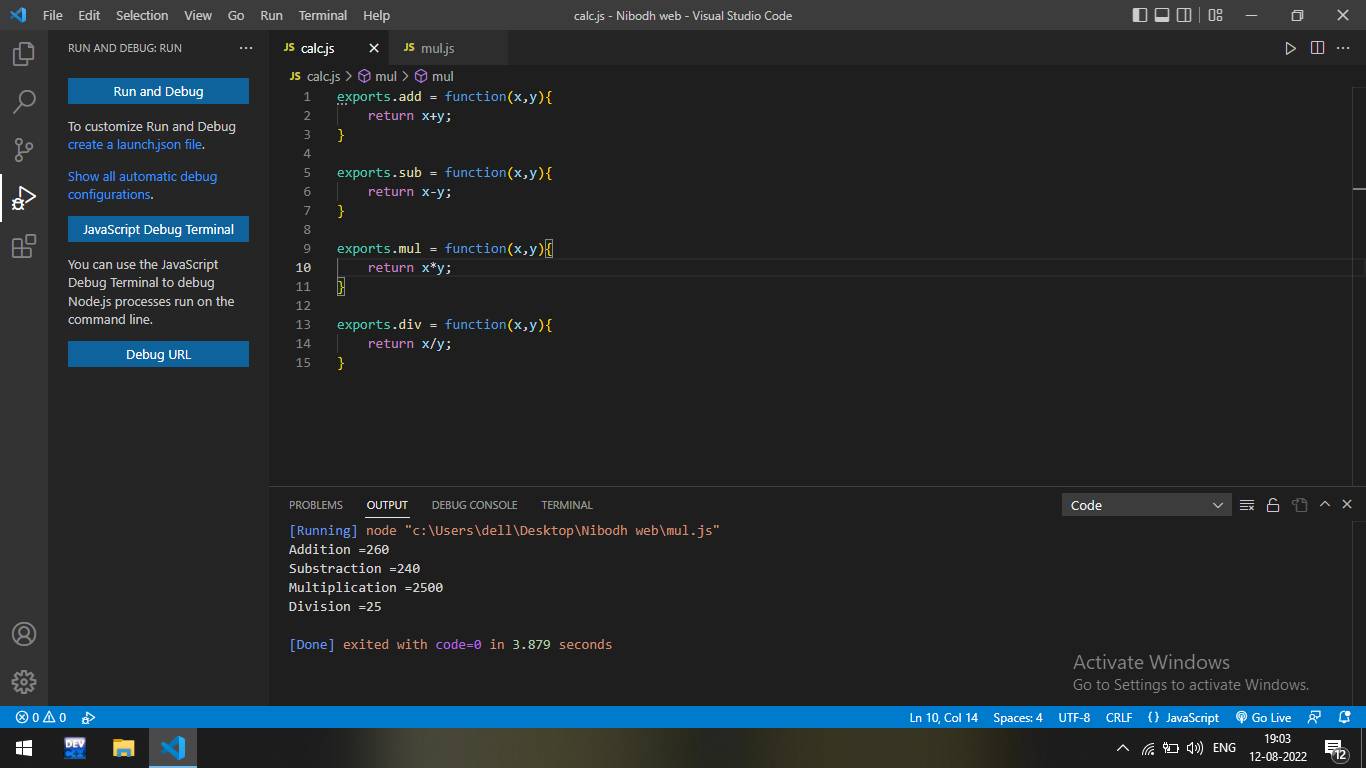 File Edit Selection View Go Run Terminal Help
calc.js - Nibodh web - Visual Studio Code
RUN AND DEBUG: RUN
Run and Debug
To customize Run and Debug
create a launch.json file.
Show all automatic debug
configurations.
JavaScript Debug Terminal
You can use the JavaScript
Debug Terminal to debug
Node.js processes run on the
command line.
Debug URL
JS calc.js
JS mul.js
JS calc.js > mul > mul
1 exports.add = function(x,y){
2 return x+y;
3 }
4
5 exports.sub = function(x,y){
6 return x-y;
7 }
8
9 exports.mul = function(x,y){
10 return x*y;
11 }
12
13 exports.div = function(x,y){
14 return x/y;
15 }
PROBLEMS OUTPUT DEBUG CONSOLE TERMINAL
Code
[Running] node "c:\Users\dell\Desktop\Nibodh web\mul.js"
Addition =260
Substraction =240
Multiplication =2500
Division =25
[Done] exited with code=0 in 3.879 seconds
Activate Windows
Go to Settings to activate Windows.
0 0
Ln 10, Col 14 Spaces: 4 UTF-8 CRLF {} JavaScript Go Live
DEV
C++
ENG
19:03
12-08-2022
12